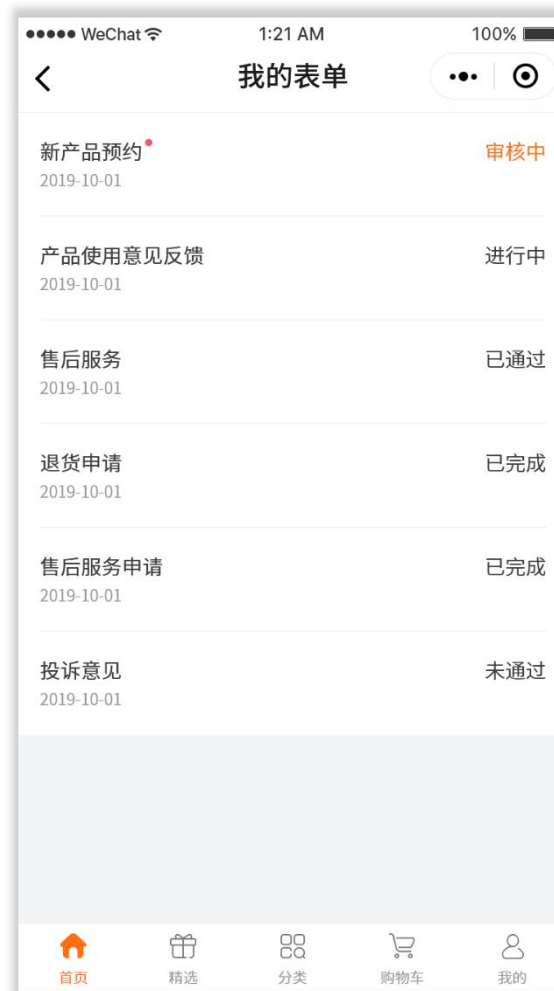 WeChat 1:21 AM 100%
我的表单
新产品预约 审核中
2019-10-01
产品使用意见反馈 进行中
2019-10-01
售后服务 已通过
2019-10-01
退货申请 已完成
2019-10-01
售后服务申请 已完成
2019-10-01
投诉意见 未通过
2019-10-01
首页 精选 分类 购物车 我的